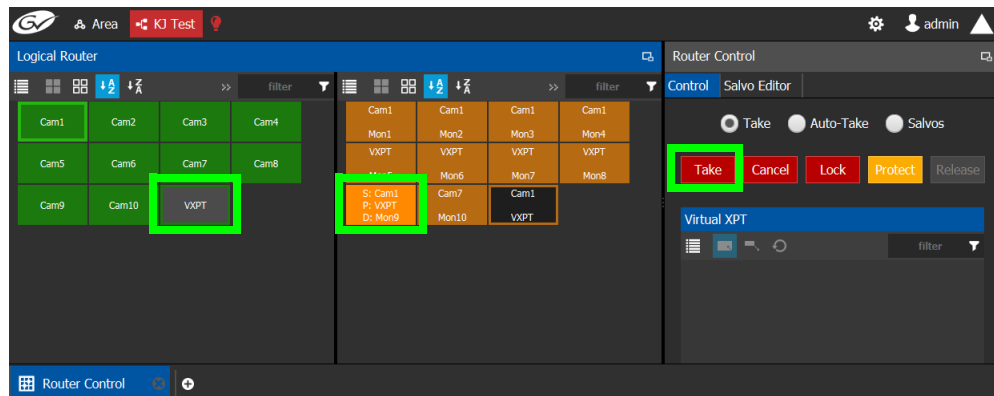 Area
KJ Test
admin
Logical Router
Router Control
filter
filter
Control
Salvo Editor
Cam1
Cam2
Cam3
Cam4
Cam1
Cam1
Cam1
Cam1
Mon1
Mon2
Mon3
Mon4
Take
Auto-Take
Salvos
Cam5
Cam6
Cam7
Cam8
VXPT
VXPT
VXPT
VXPT
Mon6
Mon7
Mon8
Take
Cancel
Lock
Protect
Release
Cam9
Cam10
VXPT
S: Cam1
P: VXPT
D: Mon9
Cam7
Mon10
Cam1
VXPT
Virtual XPT
filter
Router Control